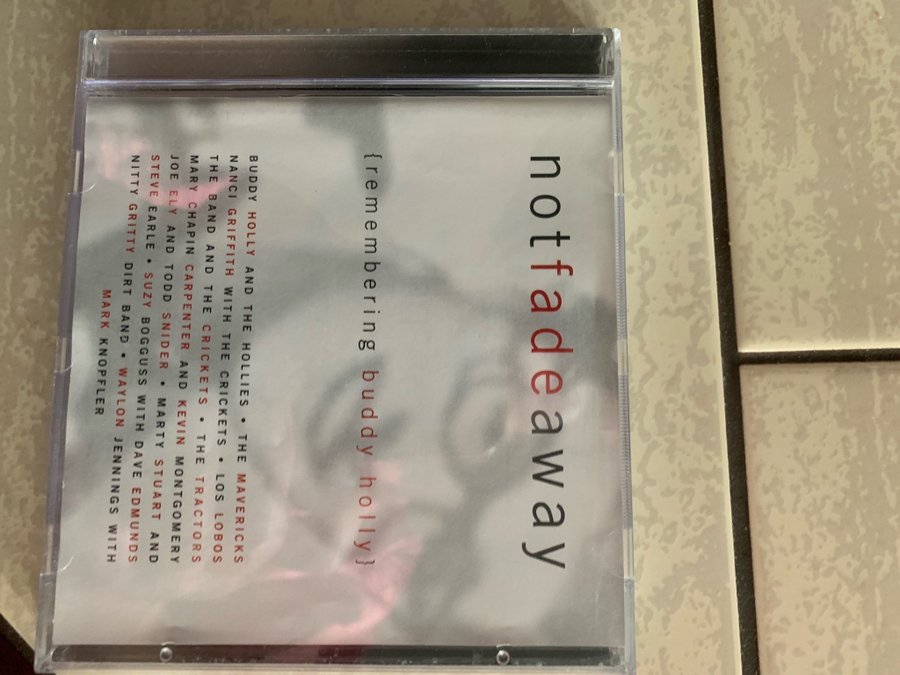 notfadeaway
{remembering buddy holly}
BUDDY HOLLY AND THE HOLLIES • THE MAVERICKS
NANCI GRIFFITH WITH THE CRICKETS • LOS LOBOS
THE BAND AND THE CRICKETS • THE TRACTORS
MARY CHAPIN CARPENTER AND KEVIN MONTGOMERY
JOE ELY AND TODD SNIDER • MARTY STUART AND
STEVE EARLE • SUZY BOGGUSS WITH DAVE EDMUNDS
NITTY GRITTY DIRT BAND • WAYLON JENNINGS WITH
MARK KNOPFLER